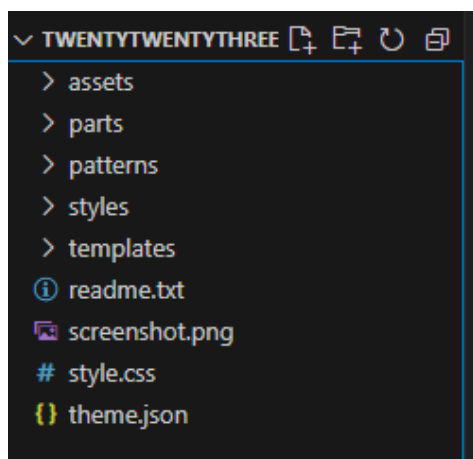 TWENTYTWENTYTHREE
assets
parts
patterns
styles
templates
readme.txt
screenshot.png
# style.css
{} theme.json